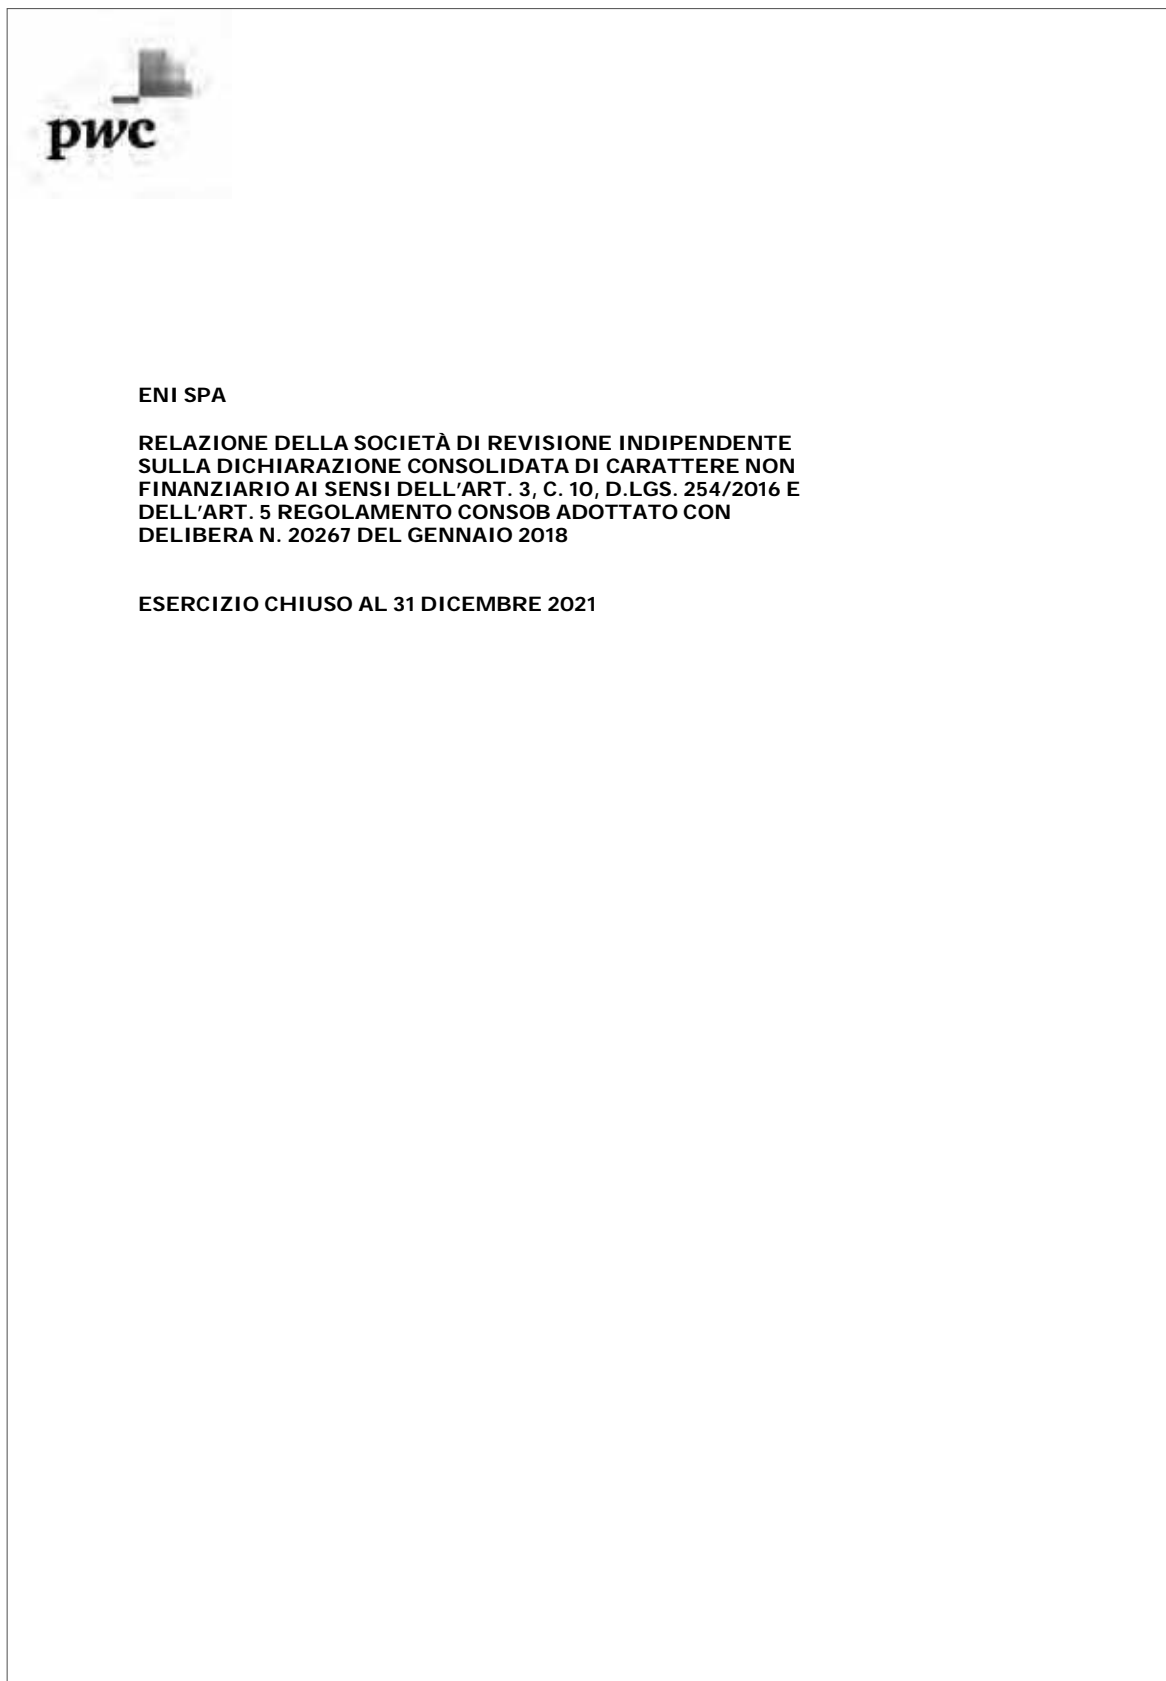 pwc
ENI SPA
RELAZIONE DELLA SOCIETÀ DI REVISIONE INDIPENDENTE
SULLA DICHIARAZIONE CONSOLIDATA DI CARATTERE NON
FINANZIARIO AI SENSI DELL'ART. 3, C. 10, D.LGS. 254/2016 E
DELL'ART. 5 REGOLAMENTO CONSOB ADOTTATO CON
DELIBERA N. 20267 DEL GENNAIO 2018
ESERCIZIO CHIUSO AL 31 DICEMBRE 2021